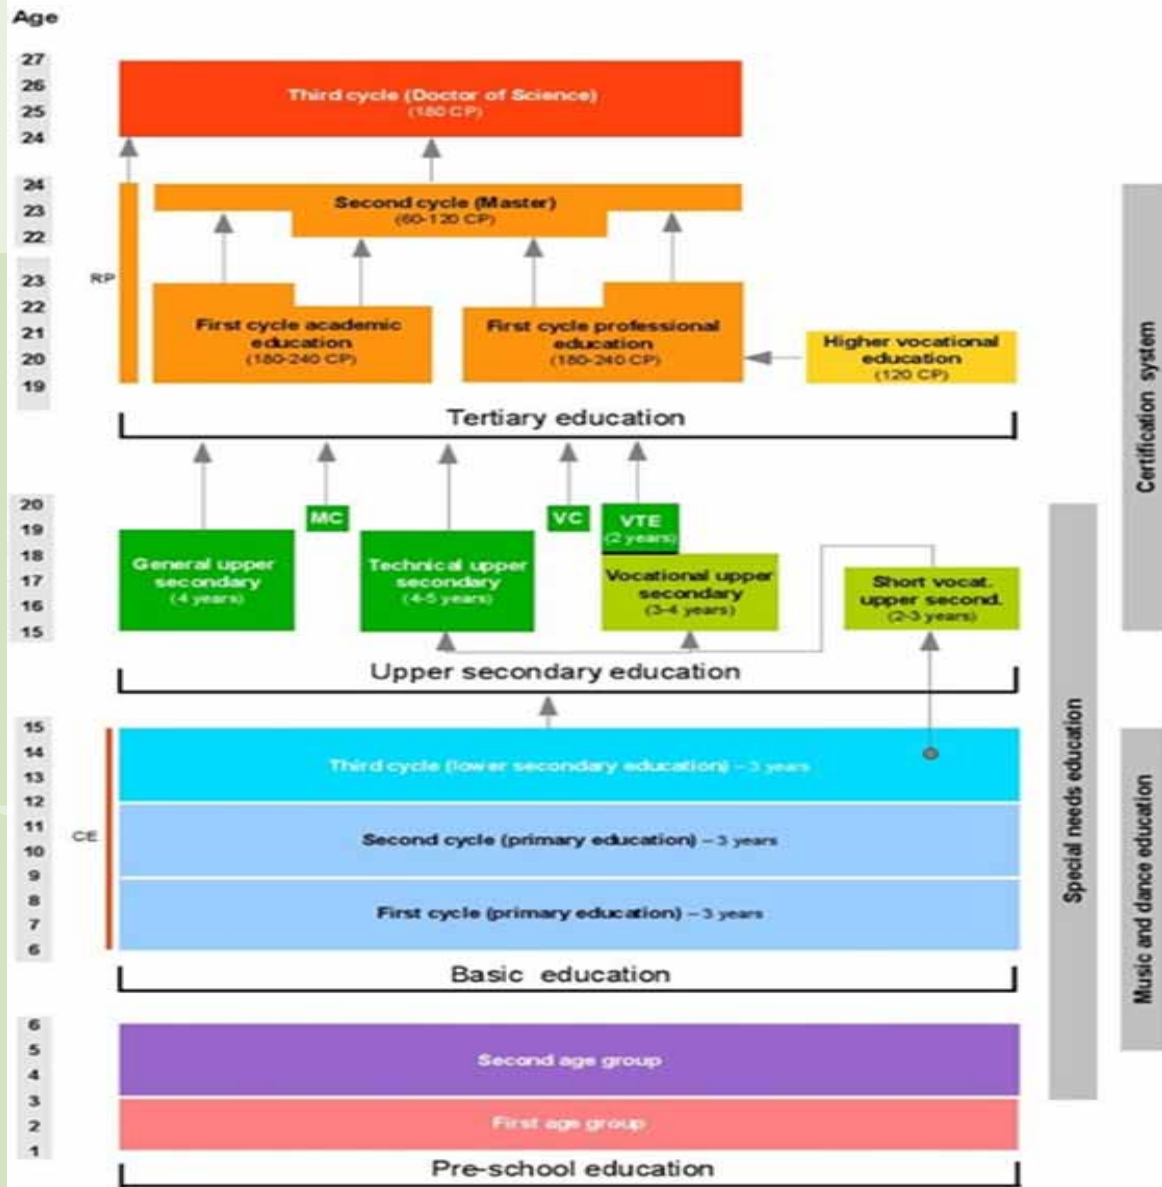 Age
27
26
25
24
Third cycle (Doctor of Science)
(180 CP)
24
23
22
Second cycle (Master)
(60-120 CP)
RP
23
22
21
20
19
First cycle academic
education
(180-240 CP)
First cycle professional
education
(180-240 CP)
Higher vocational
education
(120 CP)
Tertiary education
20
19
18
17
16
15
MC
VC
VTE
(2 years)
General upper
secondary
(4 years)
Technical upper
secondary
(4-5 years)
Vocational upper
secondary
(3-4 years)
Short vocat.
upper second.
(2-3 years)
Upper secondary education
15
14
13
12
11
10
9
8
7
6
CE
Third cycle (lower secondary education) – 3 years
Second cycle (primary education) – 3 years
First cycle (primary education) – 3 years
Basic education
6
5
4
3
2
1
Second age group
First age group
Pre-school education
Special needs education
Certification system
Music and dance education